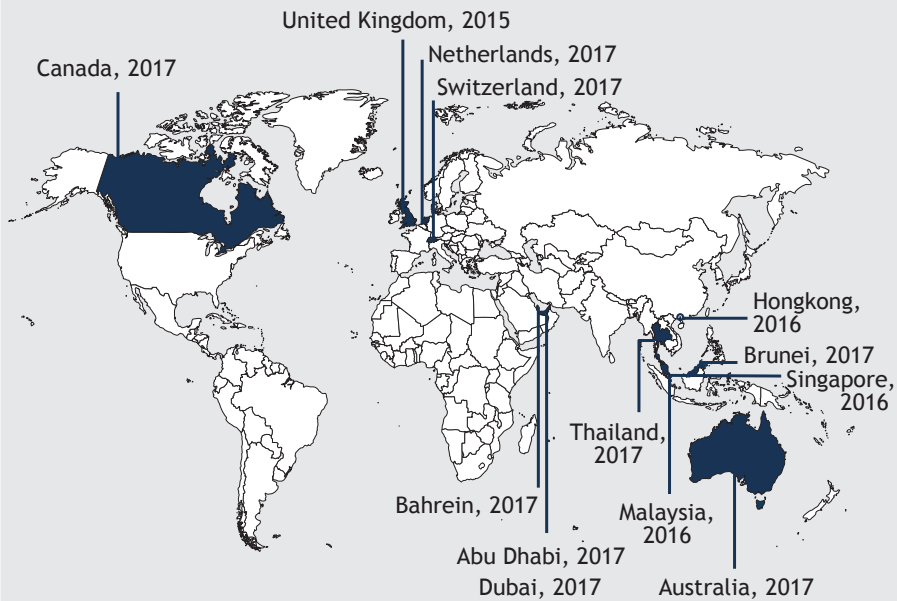 United Kingdom, 2015
Netherlands, 2017
Canada, 2017
Switzerland, 2017
Hongkong,
2016
Brunei, 2017
Singapore,
2016
Thailand,
2017
Bahrein, 2017
Malaysia,
2016
Abu Dhabi, 2017
Dubai, 2017
Australia, 2017